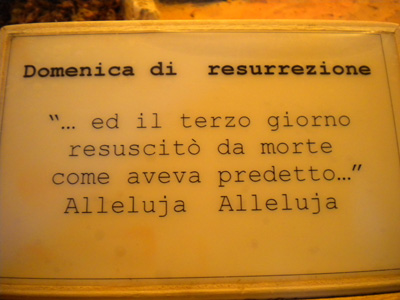 Domenica di resurrezione
“… ed il terzo giorno
resuscitò da morte
come aveva predetto…”
Alleluja Alleluja